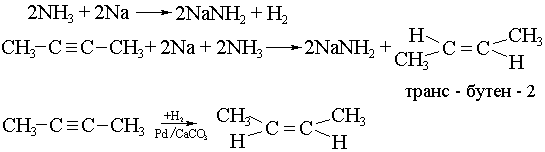 2NH₃ + 2Na ⟶ 2NaNH₂ + H₂
CH₃−C≡C−CH₃ + 2Na + 2NH₃ ⟶ 2NaNH₂ +
H CH₃
C=C
CH₃ H
транс - бутен - 2
CH₃−C≡C−CH₃ +H₂ Pd/CaCO₃ ⟶
CH₃ CH₃
C=C
H H